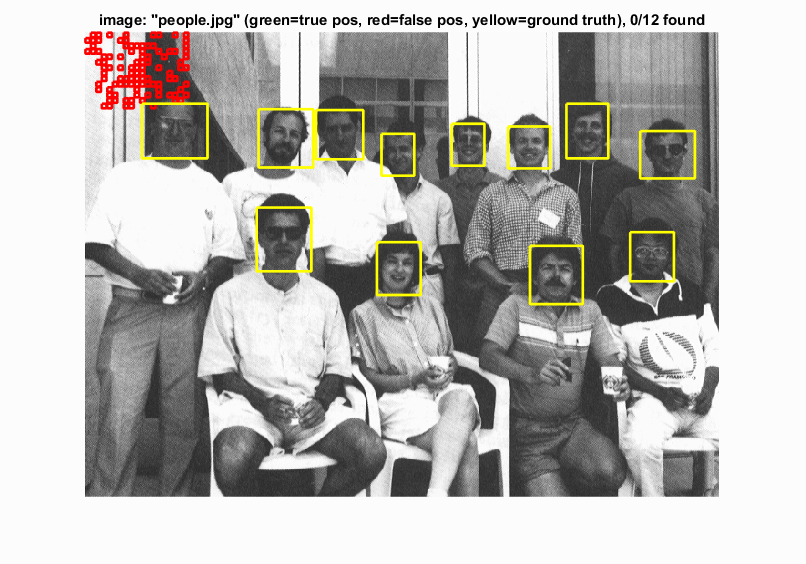 image: "people.jpg" (green=true pos, red=false pos, yellow=ground truth), 0/12 found